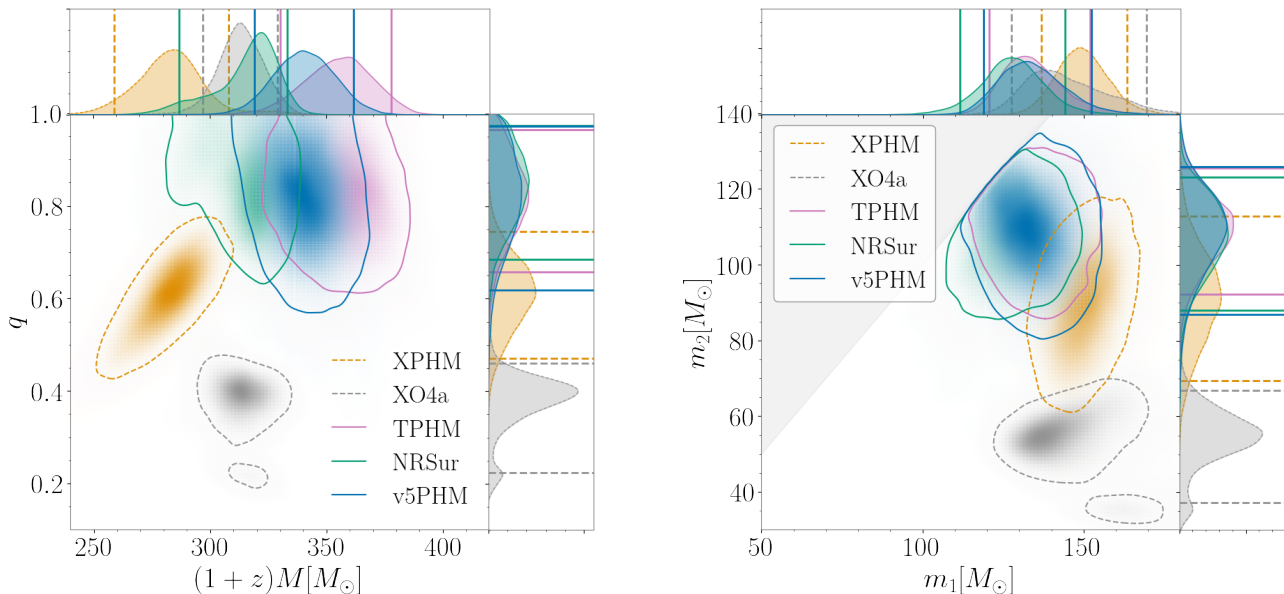 1.0
0.8
0.6
0.4
0.2
q
250 300 350 400
(1 + z)M[M⊙]
XPHM
XO4a
TPHM
NRSur
v5PHM
140
120
100
80
60
40
m₂[M⊙]
50 100 150
m₁[M⊙]
XPHM
XO4a
TPHM
NRSur
v5PHM